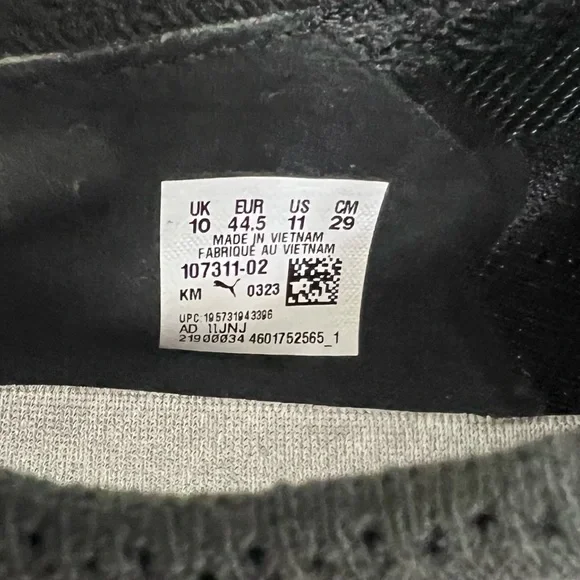 UK EUR US CM
10 44.5 11 29
MADE IN VIETNAM
FABRIQUÉ AU VIETNAM
107311-02
KM 0323
UPC:195731943396
AD 11JNJ
21900034 4601752565_1